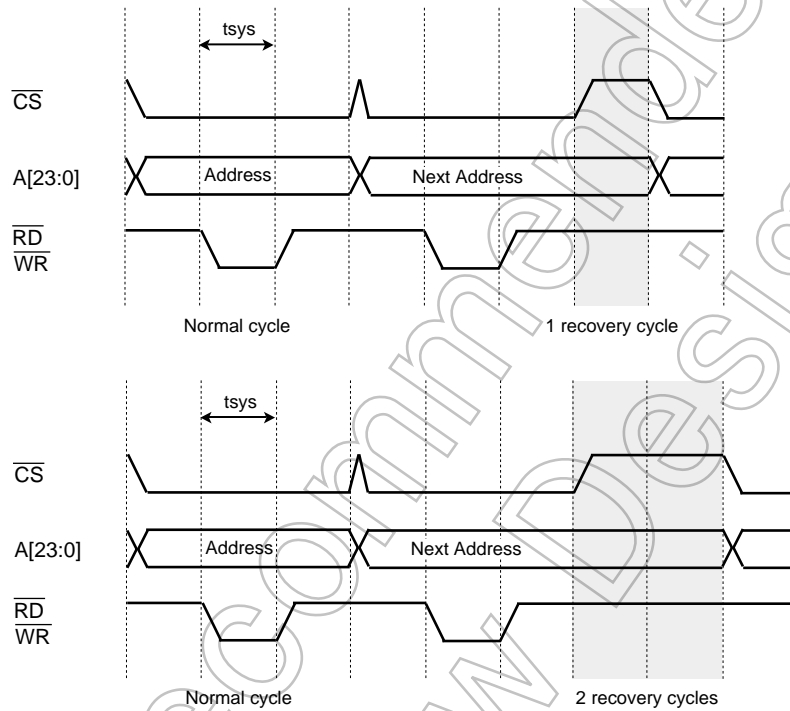 tsys
CS
A[23:0]
Address
Next Address
RD
WR
Normal cycle
1 recovery cycle
tsys
CS
A[23:0]
Address
Next Address
RD
WR
Normal cycle
2 recovery cycles